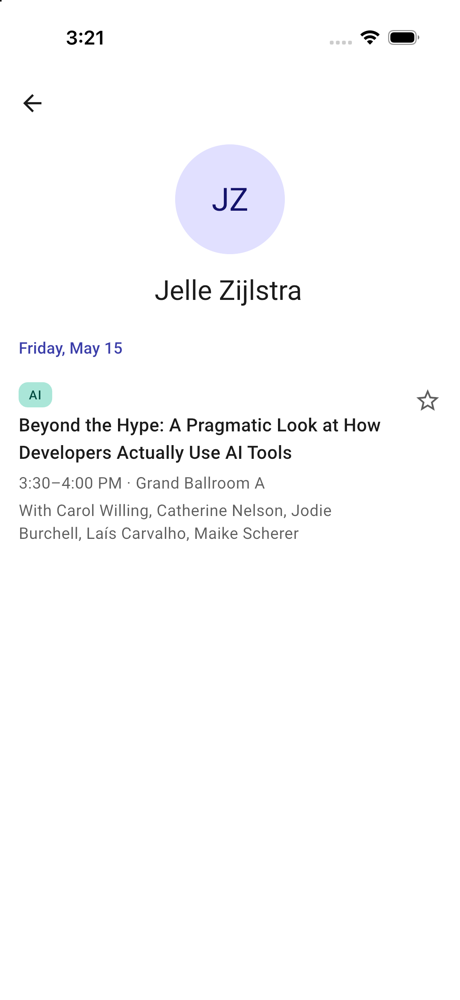 3:21
JZ
Jelle Zijlstra
Friday, May 15
AI
Beyond the Hype: A Pragmatic Look at How
Developers Actually Use AI Tools
3:30–4:00 PM · Grand Ballroom A
With Carol Willing, Catherine Nelson, Jodie
Burchell, Laís Carvalho, Maike Scherer